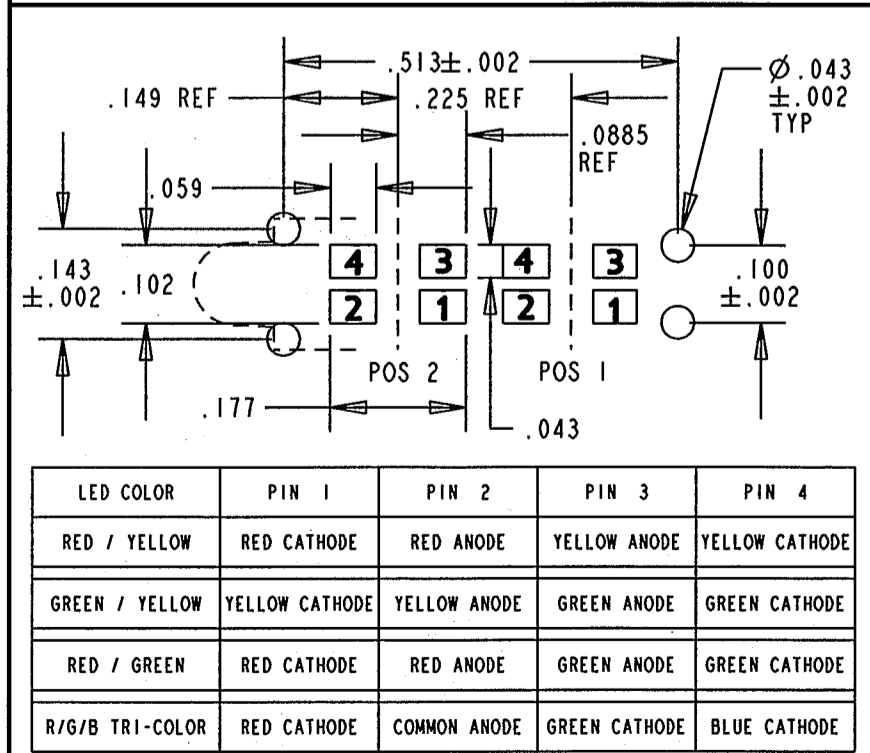 .513±.002
Ø.043
±.002
TYP
.149 REF
.225 REF
.0885
REF
.059
.143
±.002
.102
4 3 4 3
2 1 2 1
.100
±.002
POS 2
POS 1
.177
.043
LED COLOR PIN 1 PIN 2 PIN 3 PIN 4
RED / YELLOW RED CATHODE RED ANODE YELLOW ANODE YELLOW CATHODE
GREEN / YELLOW YELLOW CATHODE YELLOW ANODE GREEN ANODE GREEN CATHODE
RED / GREEN RED CATHODE RED ANODE GREEN ANODE GREEN CATHODE
R/G/B TRI-COLOR RED CATHODE COMMON ANODE GREEN CATHODE BLUE CATHODE